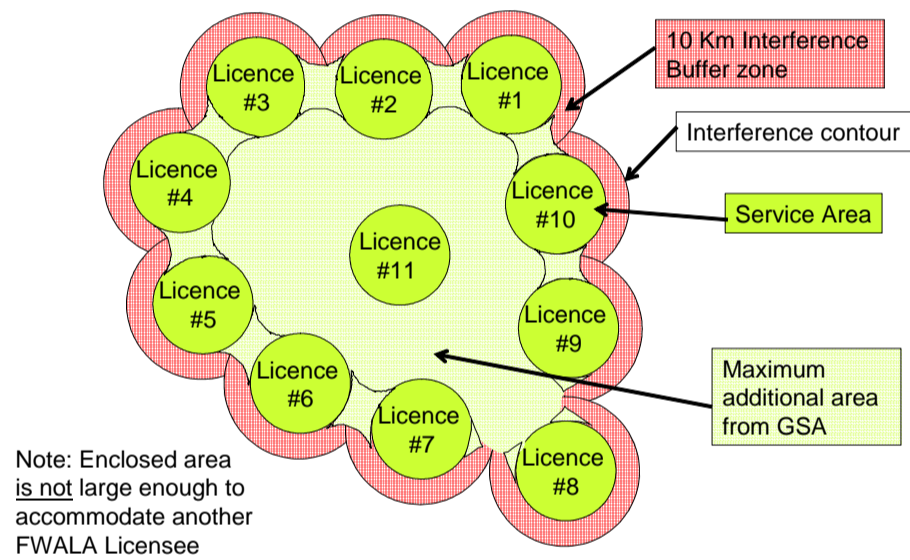 Licence
#3
Licence
#2
Licence
#1
10 Km Interference
Buffer zone
Interference contour
Licence
#4
Licence
#10
Service Area
Licence
#11
Licence
#5
Licence
#9
Licence
#6
Maximum
additional area
from GSA
Licence
#7
Licence
#8
Note: Enclosed area
is not large enough to
accommodate another
FWALA Licensee